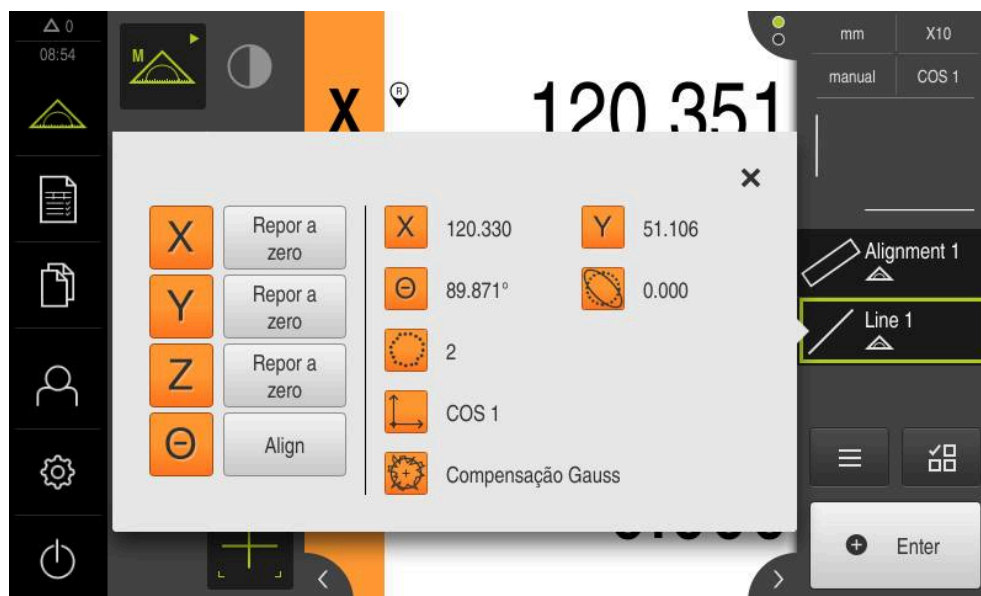 0
08:54
M
X
R
120.351
mm X10
manual COS 1
X Repor a zero
Y Repor a zero
Z Repor a zero
Θ Align
X 120.330 Y 51.106
Θ 89.871° 0.000
2
COS 1
Compensação Gauss
Alignment 1
Line 1
Enter